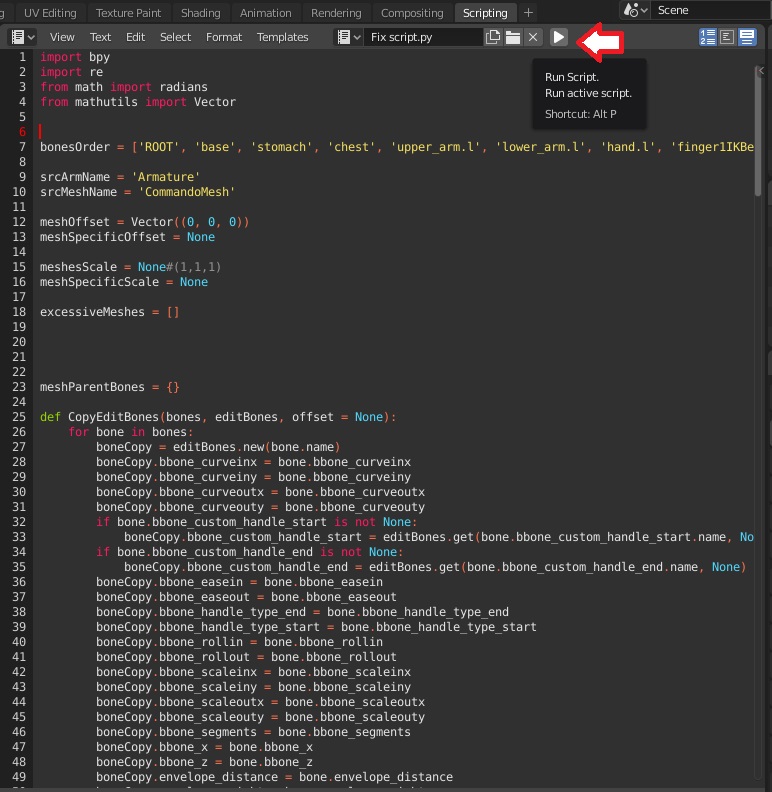 UV Editing Texture Paint Shading Animation Rendering Compositing Scripting + Scene
View Text Edit Select Format Templates Fix script.py
Run Script.
Run active script.
Shortcut: Alt P
1 import bpy
2 import re
3 from math import radians
4 from mathutils import Vector
5
6
7 bonesOrder = ['ROOT', 'base', 'stomach', 'chest', 'upper_arm.l', 'lower_arm.l', 'hand.l', 'finger1IKBe
8
9 srcArmName = 'Armature'
10 srcMeshName = 'CommandoMesh'
11
12 meshOffset = Vector((0, 0, 0))
13 meshSpecificOffset = None
14
15 meshesScale = None#(1,1,1)
16 meshSpecificScale = None
17
18 excessiveMeshes = []
19
20
21
22
23 meshParentBones = {}
24
25 def CopyEditBones(bones, editBones, offset = None):
26 for bone in bones:
27 boneCopy = editBones.new(bone.name)
28 boneCopy.bbone_curveinx = bone.bbone_curveinx
29 boneCopy.bbone_curveiny = bone.bbone_curveiny
30 boneCopy.bbone_curveoutx = bone.bbone_curveoutx
31 boneCopy.bbone_curveouty = bone.bbone_curveouty
32 if bone.bbone_custom_handle_start is not None:
33 boneCopy.bbone_custom_handle_start = editBones.get(bone.bbone_custom_handle_start.name, No
34 if bone.bbone_custom_handle_end is not None:
35 boneCopy.bbone_custom_handle_end = editBones.get(bone.bbone_custom_handle_end.name, None)
36 boneCopy.bbone_easein = bone.bbone_easein
37 boneCopy.bbone_easeout = bone.bbone_easeout
38 boneCopy.bbone_handle_type_end = bone.bbone_handle_type_end
39 boneCopy.bbone_handle_type_start = bone.bbone_handle_type_start
40 boneCopy.bbone_rollin = bone.bbone_rollin
41 boneCopy.bbone_rollout = bone.bbone_rollout
42 boneCopy.bbone_scaleinx = bone.bbone_scaleinx
43 boneCopy.bbone_scaleiny = bone.bbone_scaleiny
44 boneCopy.bbone_scaleoutx = bone.bbone_scaleoutx
45 boneCopy.bbone_scaleouty = bone.bbone_scaleouty
46 boneCopy.bbone_segments = bone.bbone_segments
47 boneCopy.bbone_x = bone.bbone_x
48 boneCopy.bbone_z = bone.bbone_z
49 boneCopy.envelope_distance = bone.envelope_distance